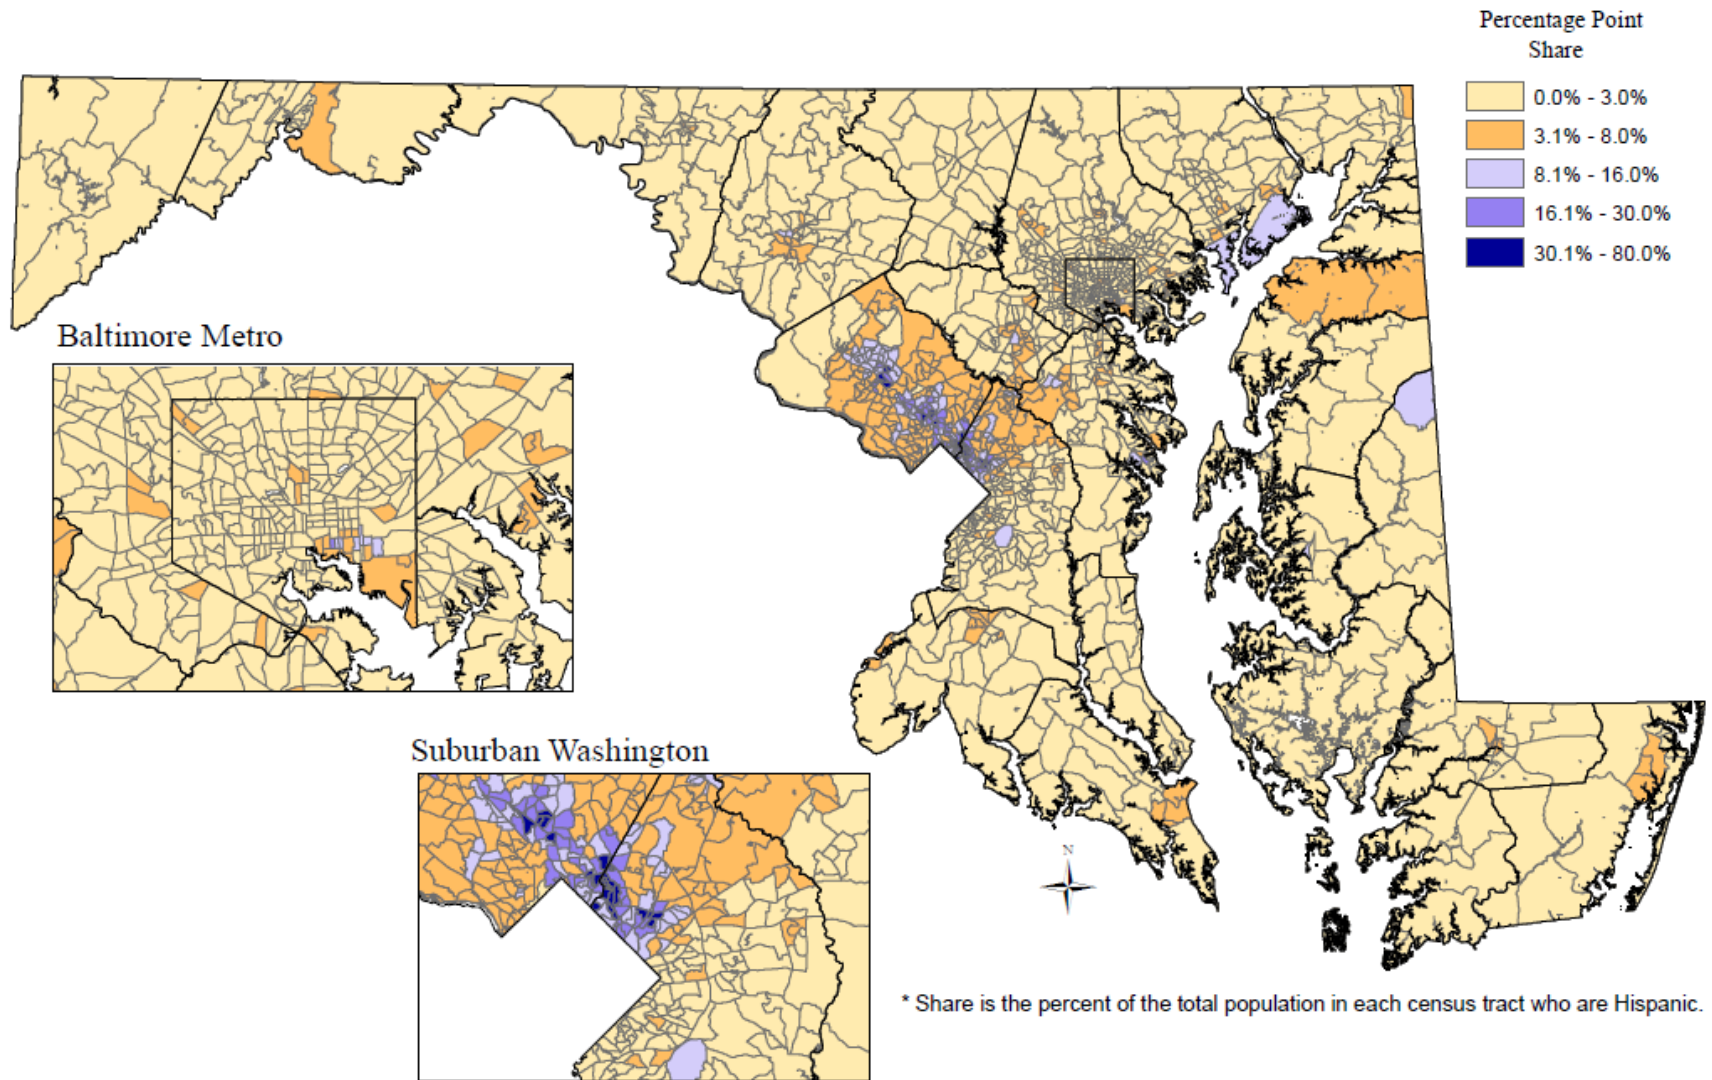 Percentage Point
Share
0.0% - 3.0%
3.1% - 8.0%
8.1% - 16.0%
16.1% - 30.0%
30.1% - 80.0%
Baltimore Metro
Suburban Washington
N
* Share is the percent of the total population in each census tract who are Hispanic.